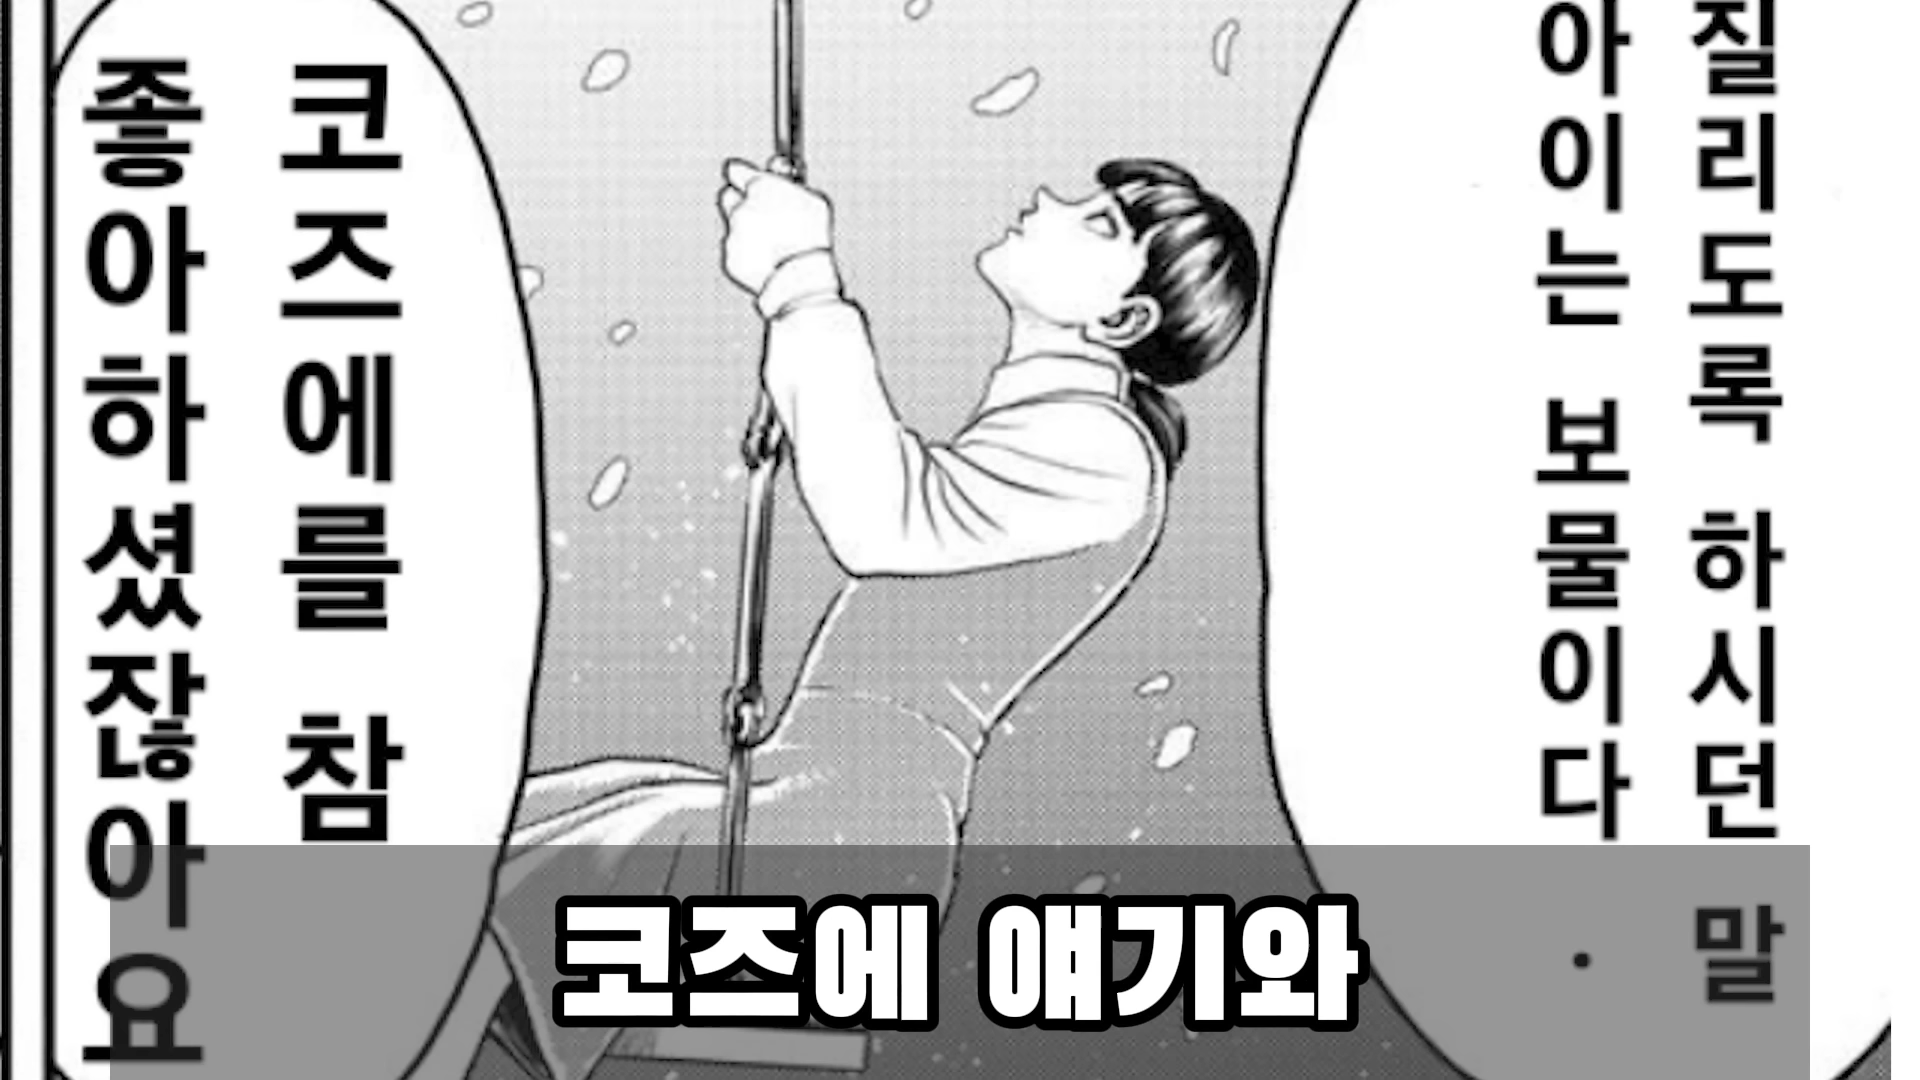 질리도록 하시던 말
아이는 보물이다.
코즈에를 참
좋아하셨잖아요
코즈에 얘기와